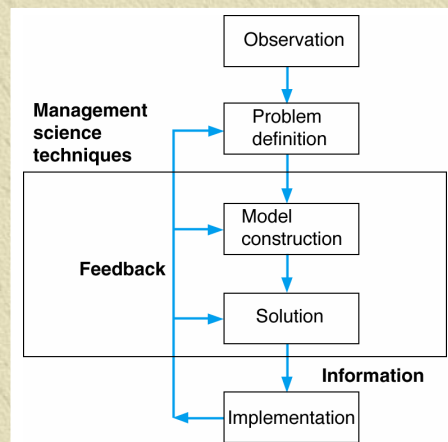 Observation
Management
science
techniques
Problem
definition
Model
construction
Feedback
Solution
Information
Implementation